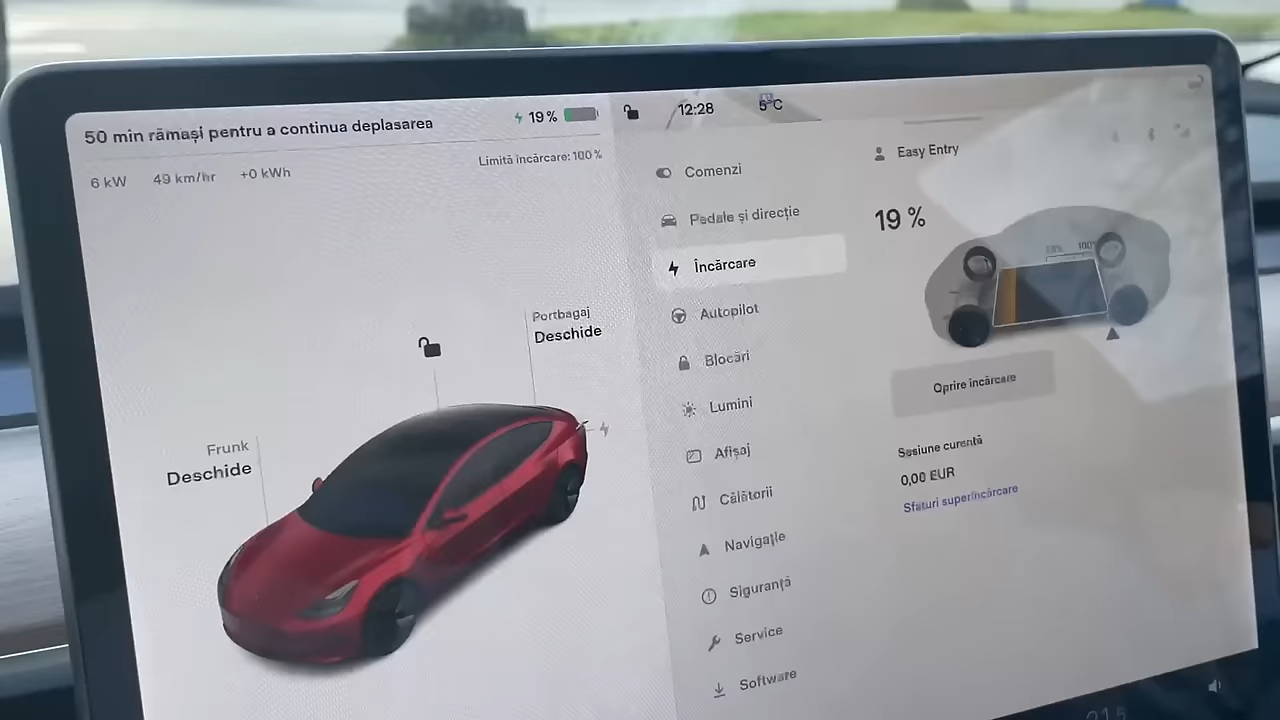 50 min rămași pentru a continua deplasarea
19 %
6 kW 49 km/hr +0 kWh
Limită încărcare: 100 %
Portbagaj
Deschide
Frunk
Deschide
12:28
5°C
Comenzi
Pedale și direcție
Încărcare
Autopilot
Blocări
Lumini
Afișaj
Călătorii
Navigație
Siguranță
Service
Software
Easy Entry
19 %
100%
Oprire încărcare
Sesiune curentă
0,00 EUR
Sfaturi superîncărcare